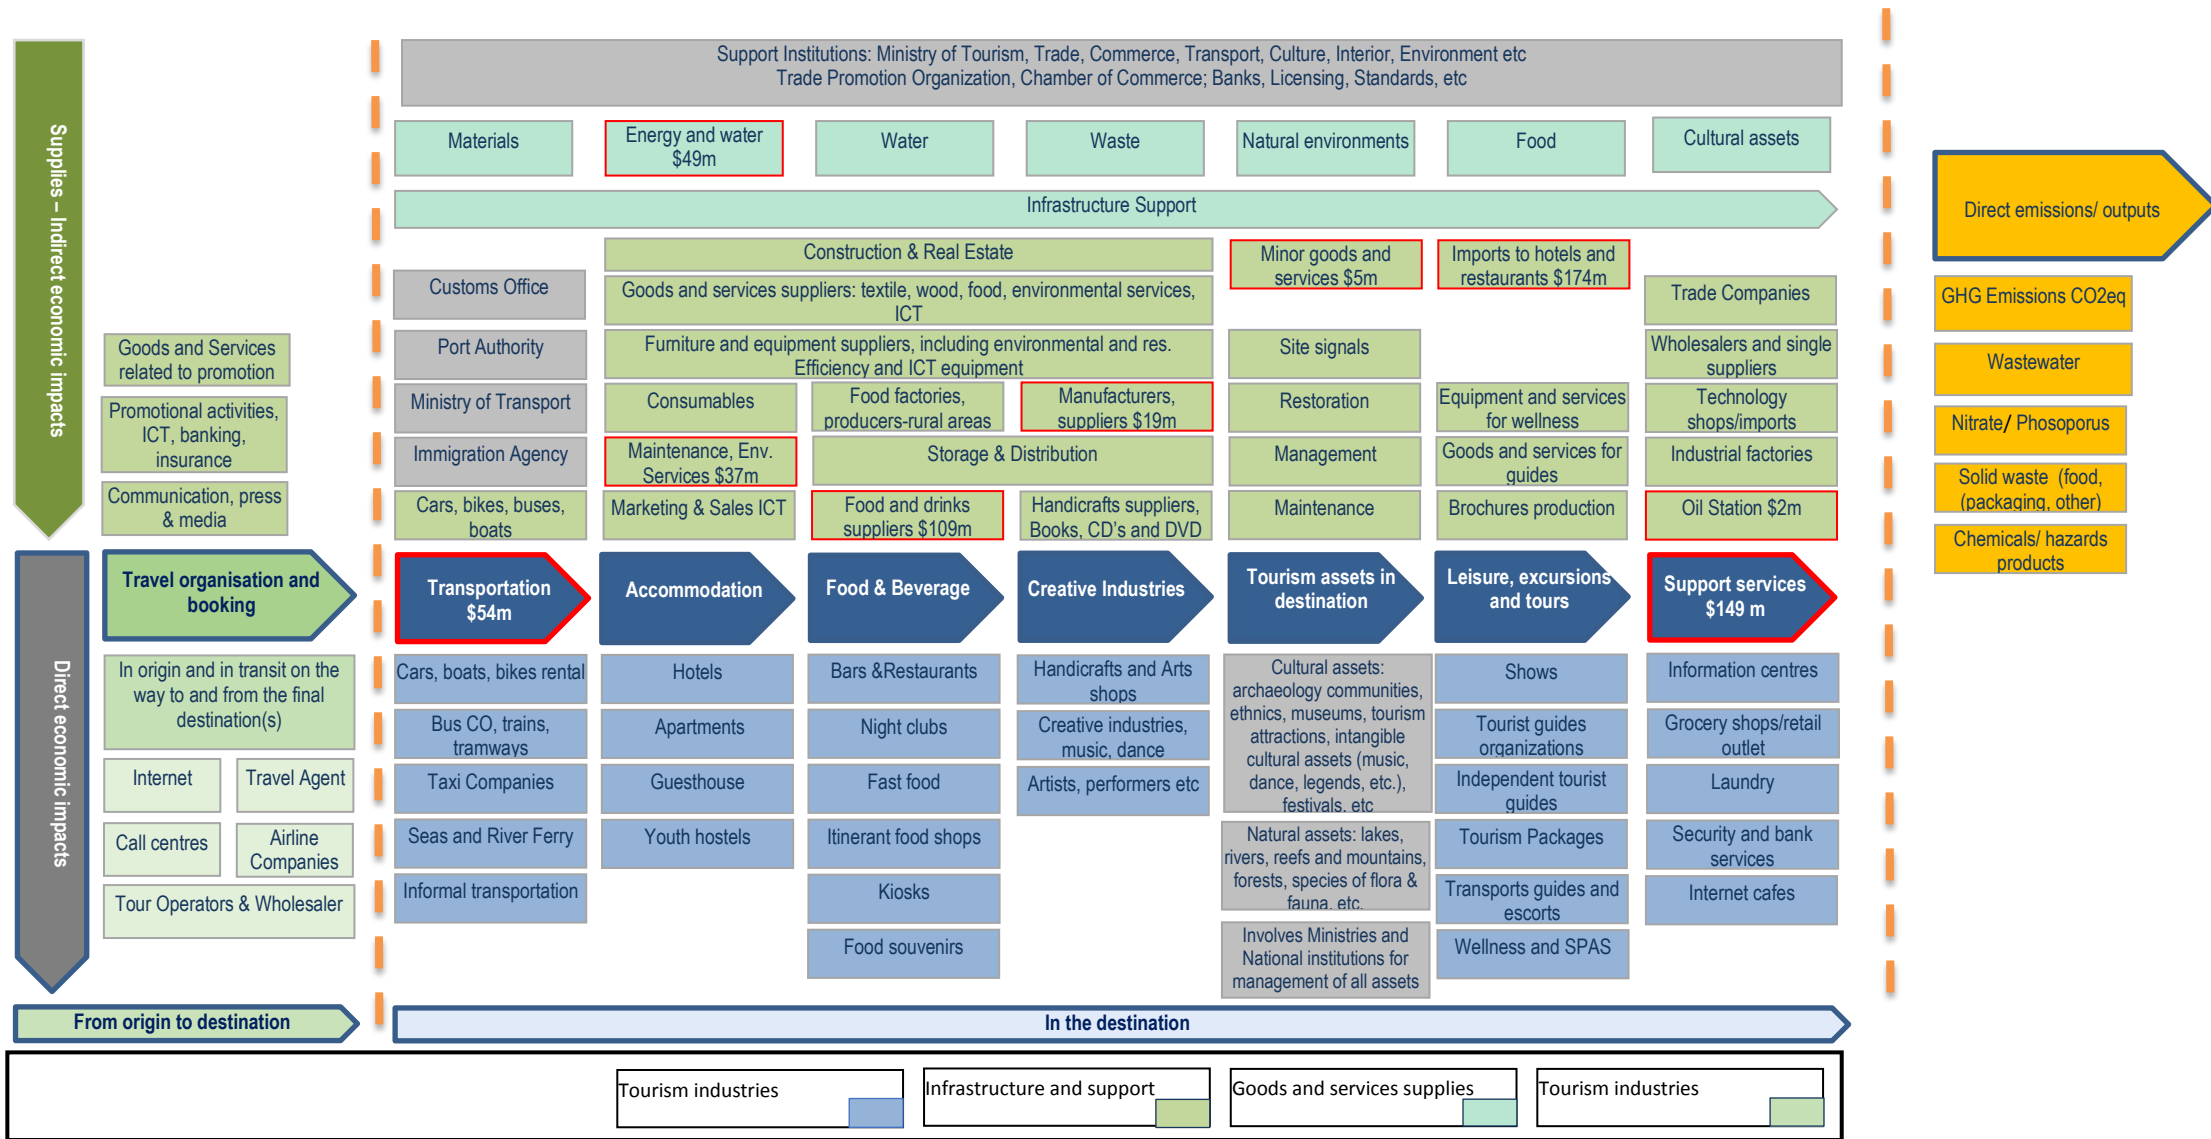 Support Institutions: Ministry of Tourism, Trade, Commerce, Transport, Culture, Interior, Environment etc
Trade Promotion Organization, Chamber of Commerce; Banks, Licensing, Standards, etc
Supplies – Indirect economic impacts
Materials
Energy and water
$49m
Water
Waste
Natural environments
Food
Cultural assets
Infrastructure Support
Direct emissions/ outputs
Construction & Real Estate
Minor goods and
services $5m
Imports to hotels and
restaurants $174m
Customs Office
Goods and services suppliers: textile, wood, food, environmental services,
ICT
Trade Companies
GHG Emissions CO2eq
Goods and Services
related to promotion
Port Authority
Furniture and equipment suppliers, including environmental and res.
Efficiency and ICT equipment
Site signals
Wholesalers and single
suppliers
Wastewater
Promotional activities,
ICT, banking,
insurance
Ministry of Transport
Consumables
Food factories,
producers-rural areas
Manufacturers,
suppliers $19m
Restoration
Equipment and services
for wellness
Technology
shops/imports
Nitrate/ Phosoporus
Immigration Agency
Maintenance, Env.
Services $37m
Storage & Distribution
Management
Goods and services for
guides
Industrial factories
Solid waste  (food,
(packaging, other)
Communication, press
& media
Cars, bikes, buses,
boats
Marketing & Sales ICT
Food and drinks
suppliers $109m
Handicrafts suppliers,
Books, CD's and DVD
Maintenance
Brochures production
Oil Station $2m
Chemicals/ hazards
products
Direct economic impacts
Travel organisation and
booking
Transportation
$54m
Accommodation
Food & Beverage
Creative Industries
Tourism assets in
destination
Leisure, excursions
and tours
Support services
$149 m
In origin and in transit on the
way to and from the final
destination(s)
Internet
Travel Agent
Call centres
Airline
Companies
Tour Operators & Wholesaler
Cars, boats, bikes rental
Bus CO, trains,
tramways
Taxi Companies
Seas and River Ferry
Informal transportation
Hotels
Apartments
Guesthouse
Youth hostels
Bars &Restaurants
Night clubs
Fast food
Itinerant food shops
Kiosks
Food souvenirs
Handicrafts and Arts
shops
Creative industries,
music, dance
Artists, performers etc
Cultural assets:
archaeology communities,
ethnics, museums, tourism
attractions, intangible
cultural assets (music,
dance, legends, etc.),
festivals, etc
Natural assets: lakes,
rivers, reefs and mountains,
forests, species of flora &
fauna, etc.
Involves Ministries and
National institutions for
management of all assets
Shows
Tourist guides
organizations
Independent tourist
guides
Tourism Packages
Transports guides and
escorts
Wellness and SPAS
Information centres
Grocery shops/retail
outlet
Laundry
Security and bank
services
Internet cafes
From origin to destination
In the destination
Tourism industries
Infrastructure and support
Goods and services supplies
Tourism industries